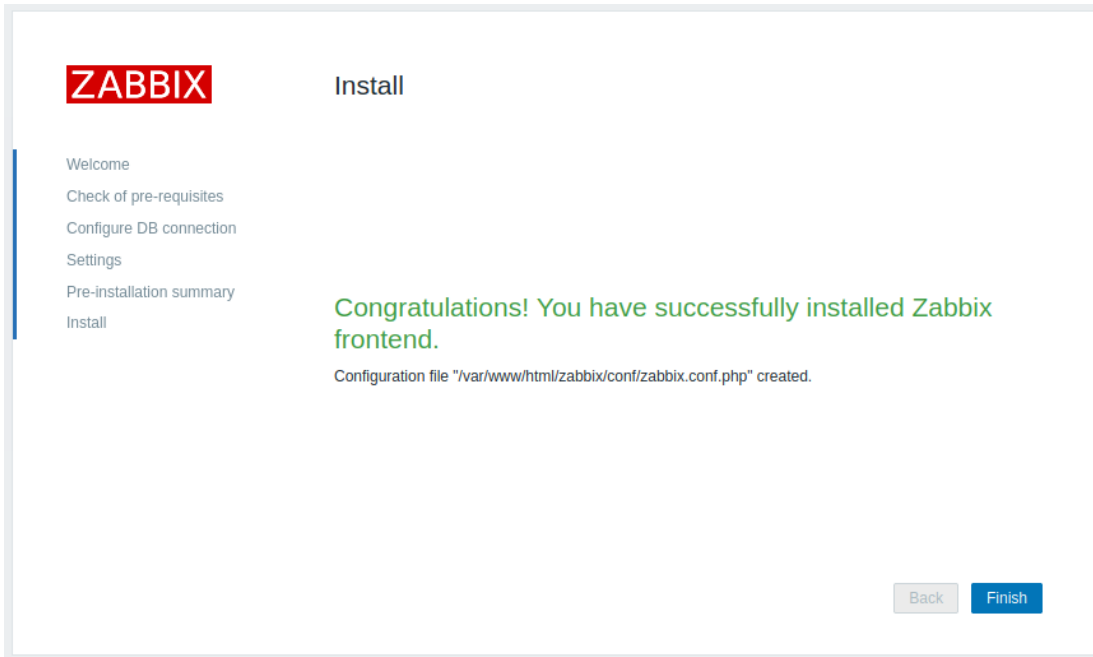 ZABBIX
Install
Welcome
Check of pre-requisites
Configure DB connection
Settings
Pre-installation summary
Install
Congratulations! You have successfully installed Zabbix
frontend.
Configuration file "/var/www/html/zabbix/conf/zabbix.conf.php" created.
Back
Finish